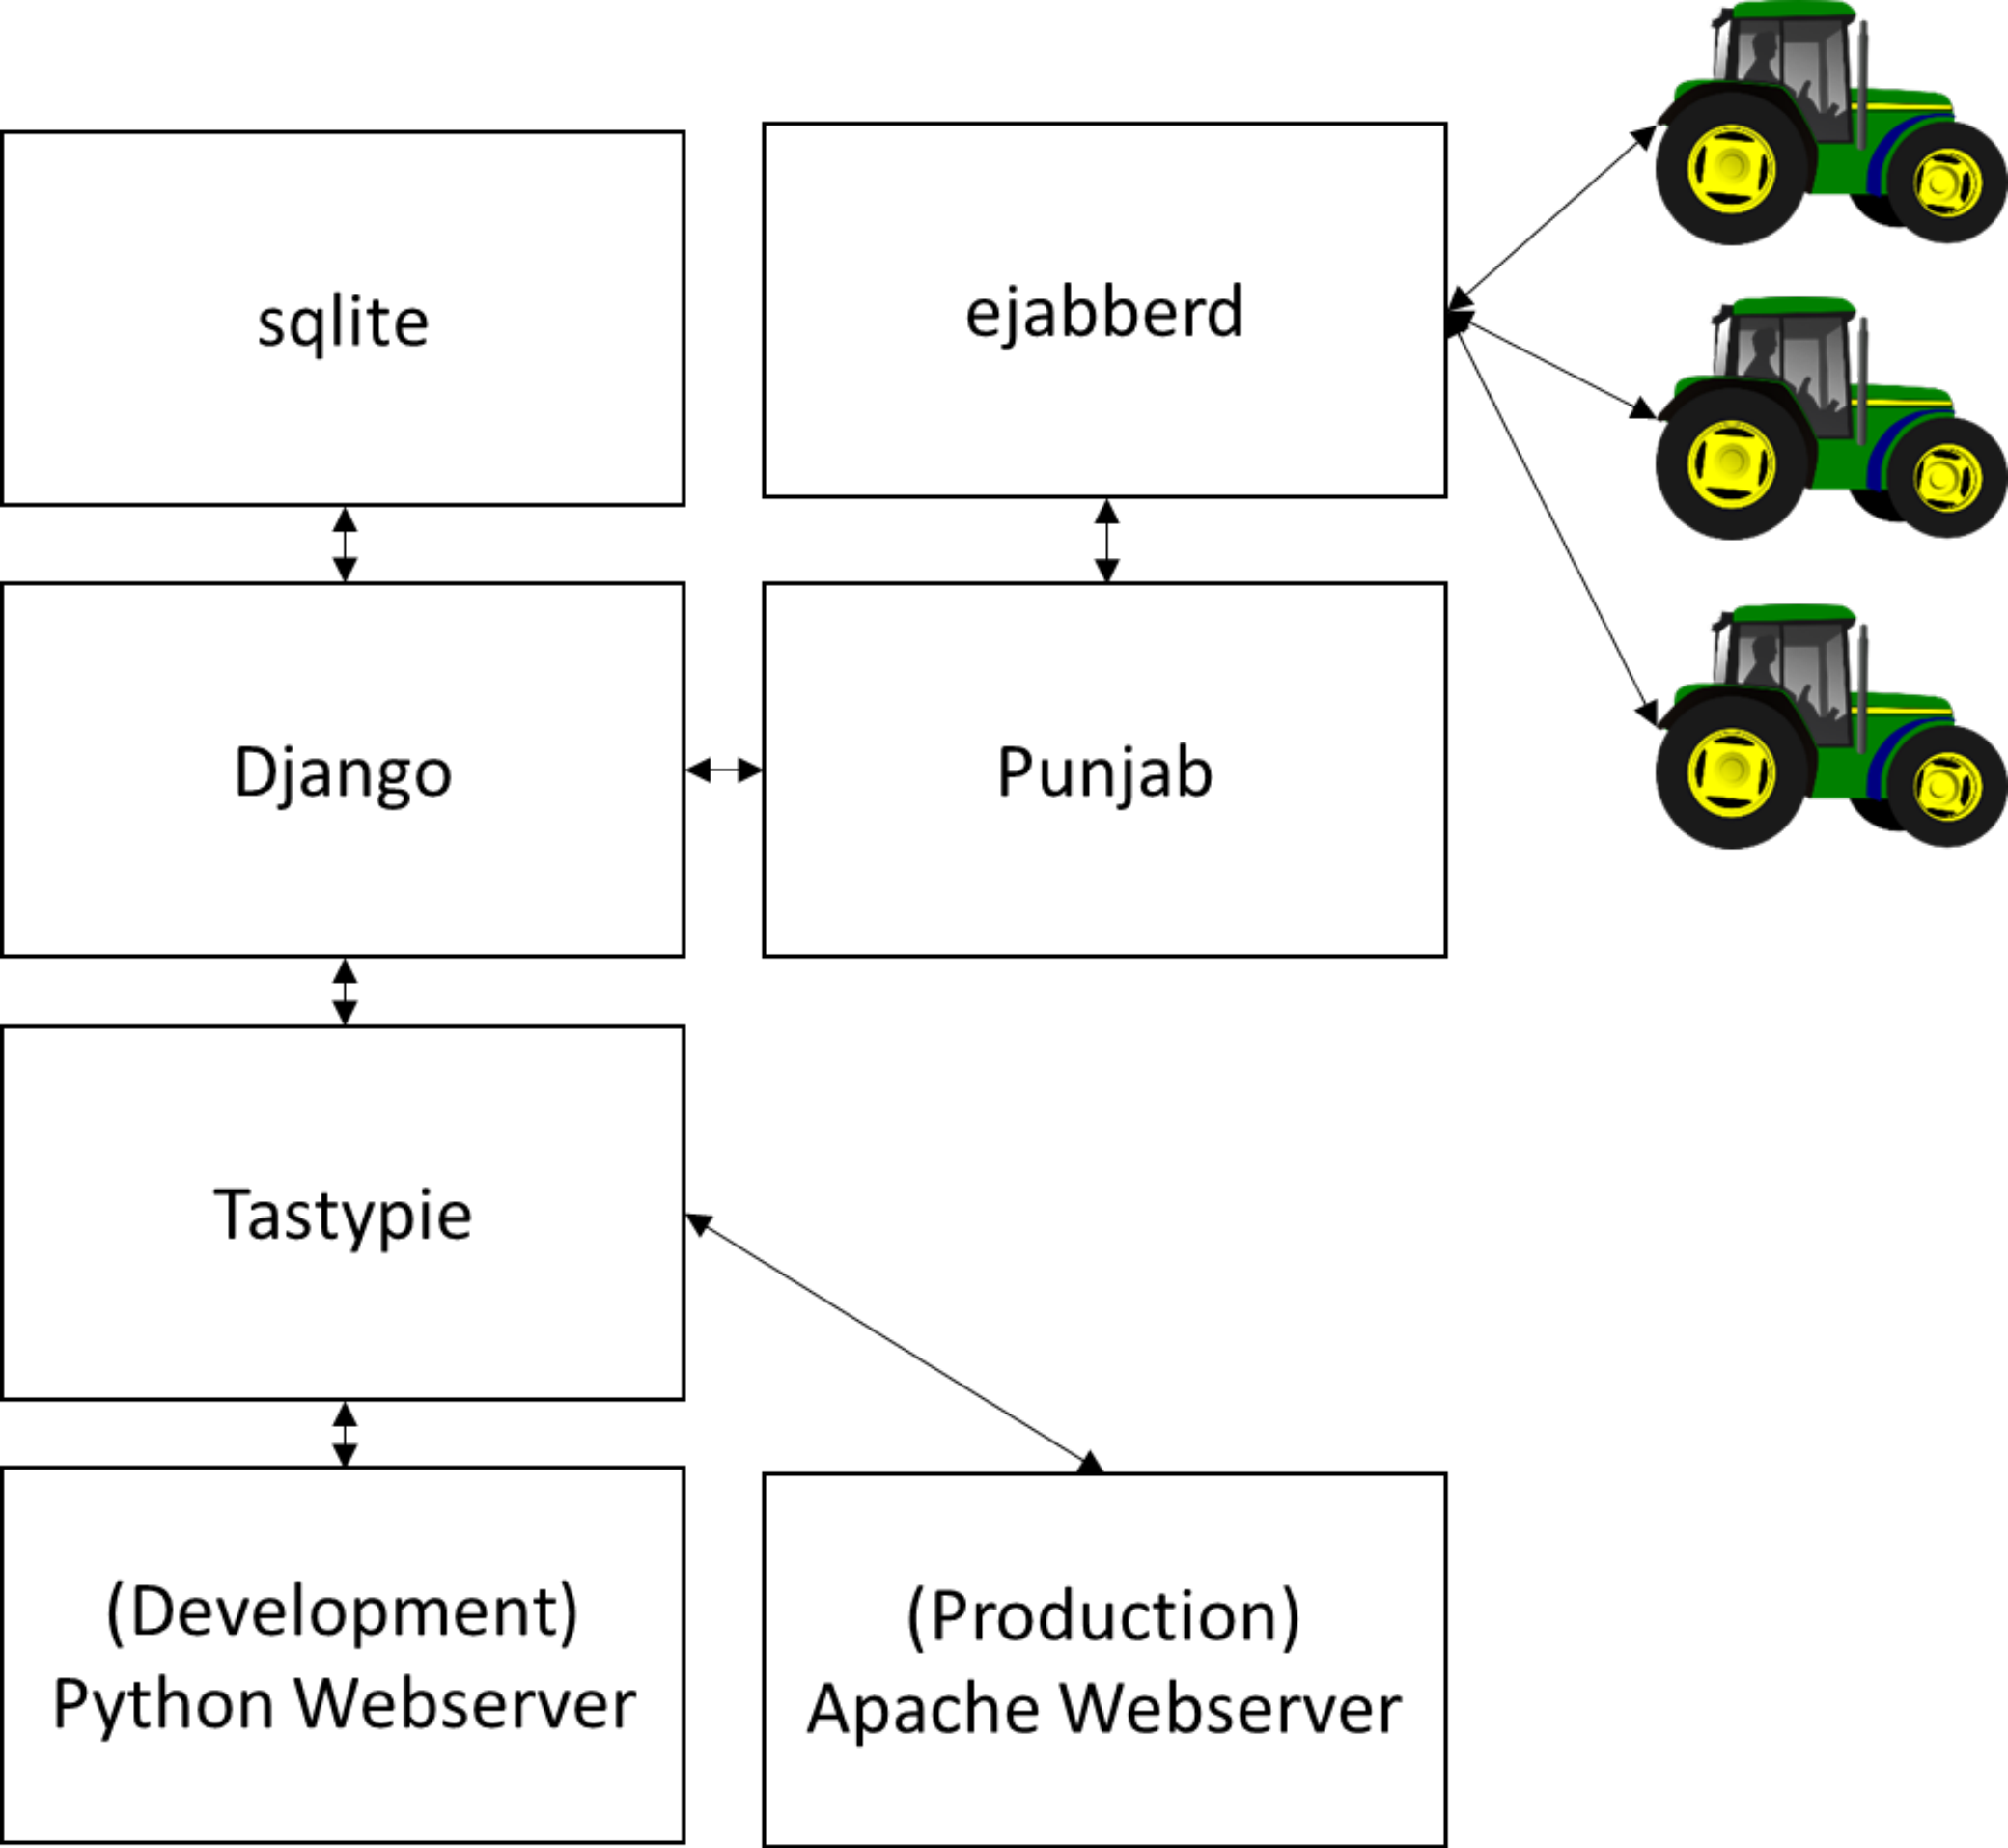 sqlite
ejabberd
Django
Punjab
Tastypie
(Development)
Python Webserver
(Production)
Apache Webserver